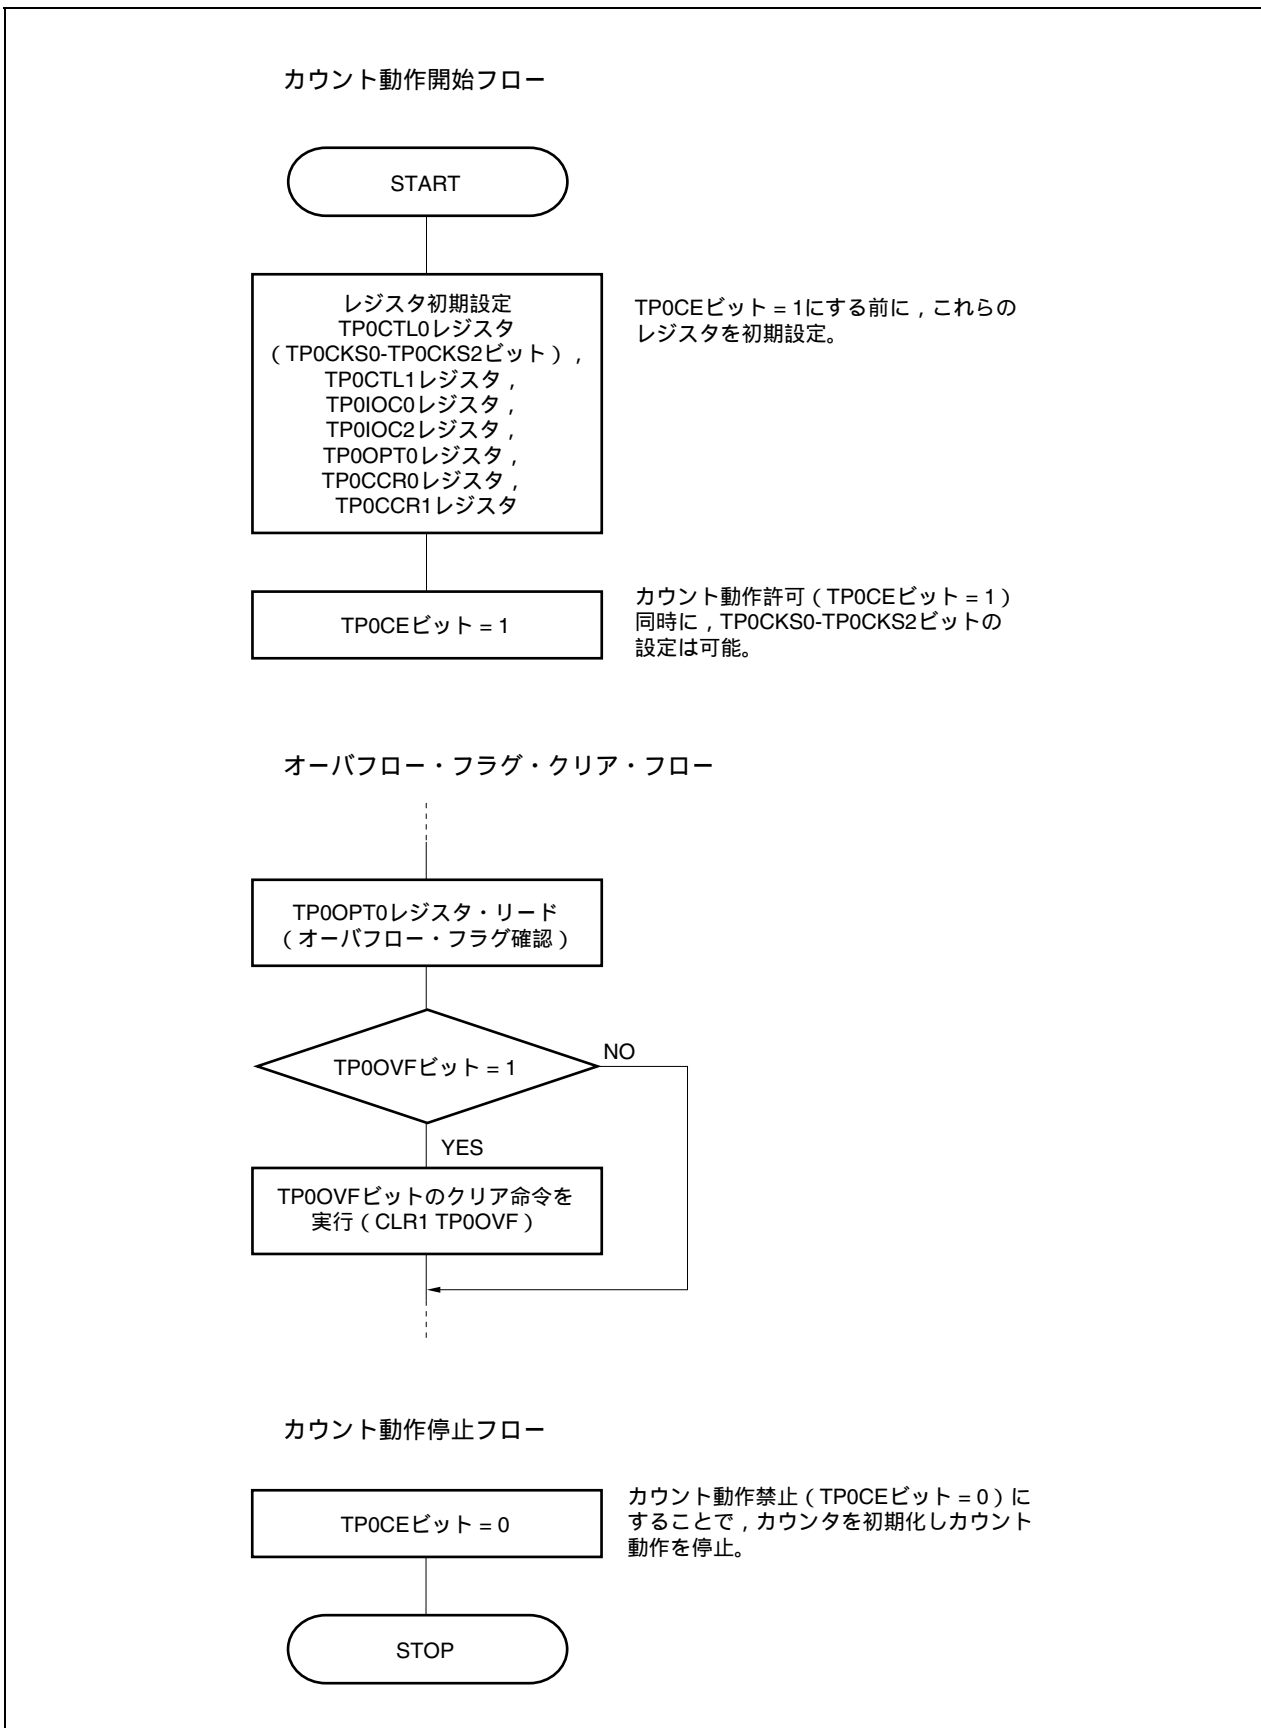 カウント動作開始フロー
START
レジスタ初期設定
TP0CTL0レジスタ
（TP0CKS0-TP0CKS2ビット），
TP0CTL1レジスタ，
TP0IOC0レジスタ，
TP0IOC2レジスタ，
TP0OPT0レジスタ，
TP0CCR0レジスタ，
TP0CCR1レジスタ
TP0CEビット = 1にする前に，これらの
レジスタを初期設定。
TP0CEビット = 1
カウント動作許可（TP0CEビット = 1）
同時に，TP0CKS0-TP0CKS2ビットの
設定は可能。
オーバフロー・フラグ・クリア・フロー
TP0OPT0レジスタ・リード
（オーバフロー・フラグ確認）
TP0OVFビット = 1
NO
YES
TP0OVFビットのクリア命令を
実行（CLR1 TP0OVF）
カウント動作停止フロー
TP0CEビット = 0
カウント動作禁止（TP0CEビット = 0）に
することで，カウンタを初期化しカウント
動作を停止。
STOP